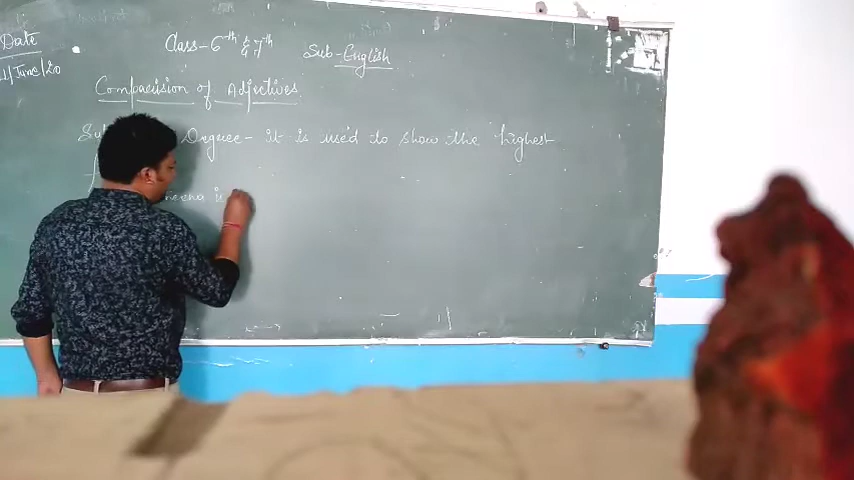 Date
Class-6th & 7th
Sub-English
/June/20
Comparision of Adjectives
Degree - it is used to show the highest